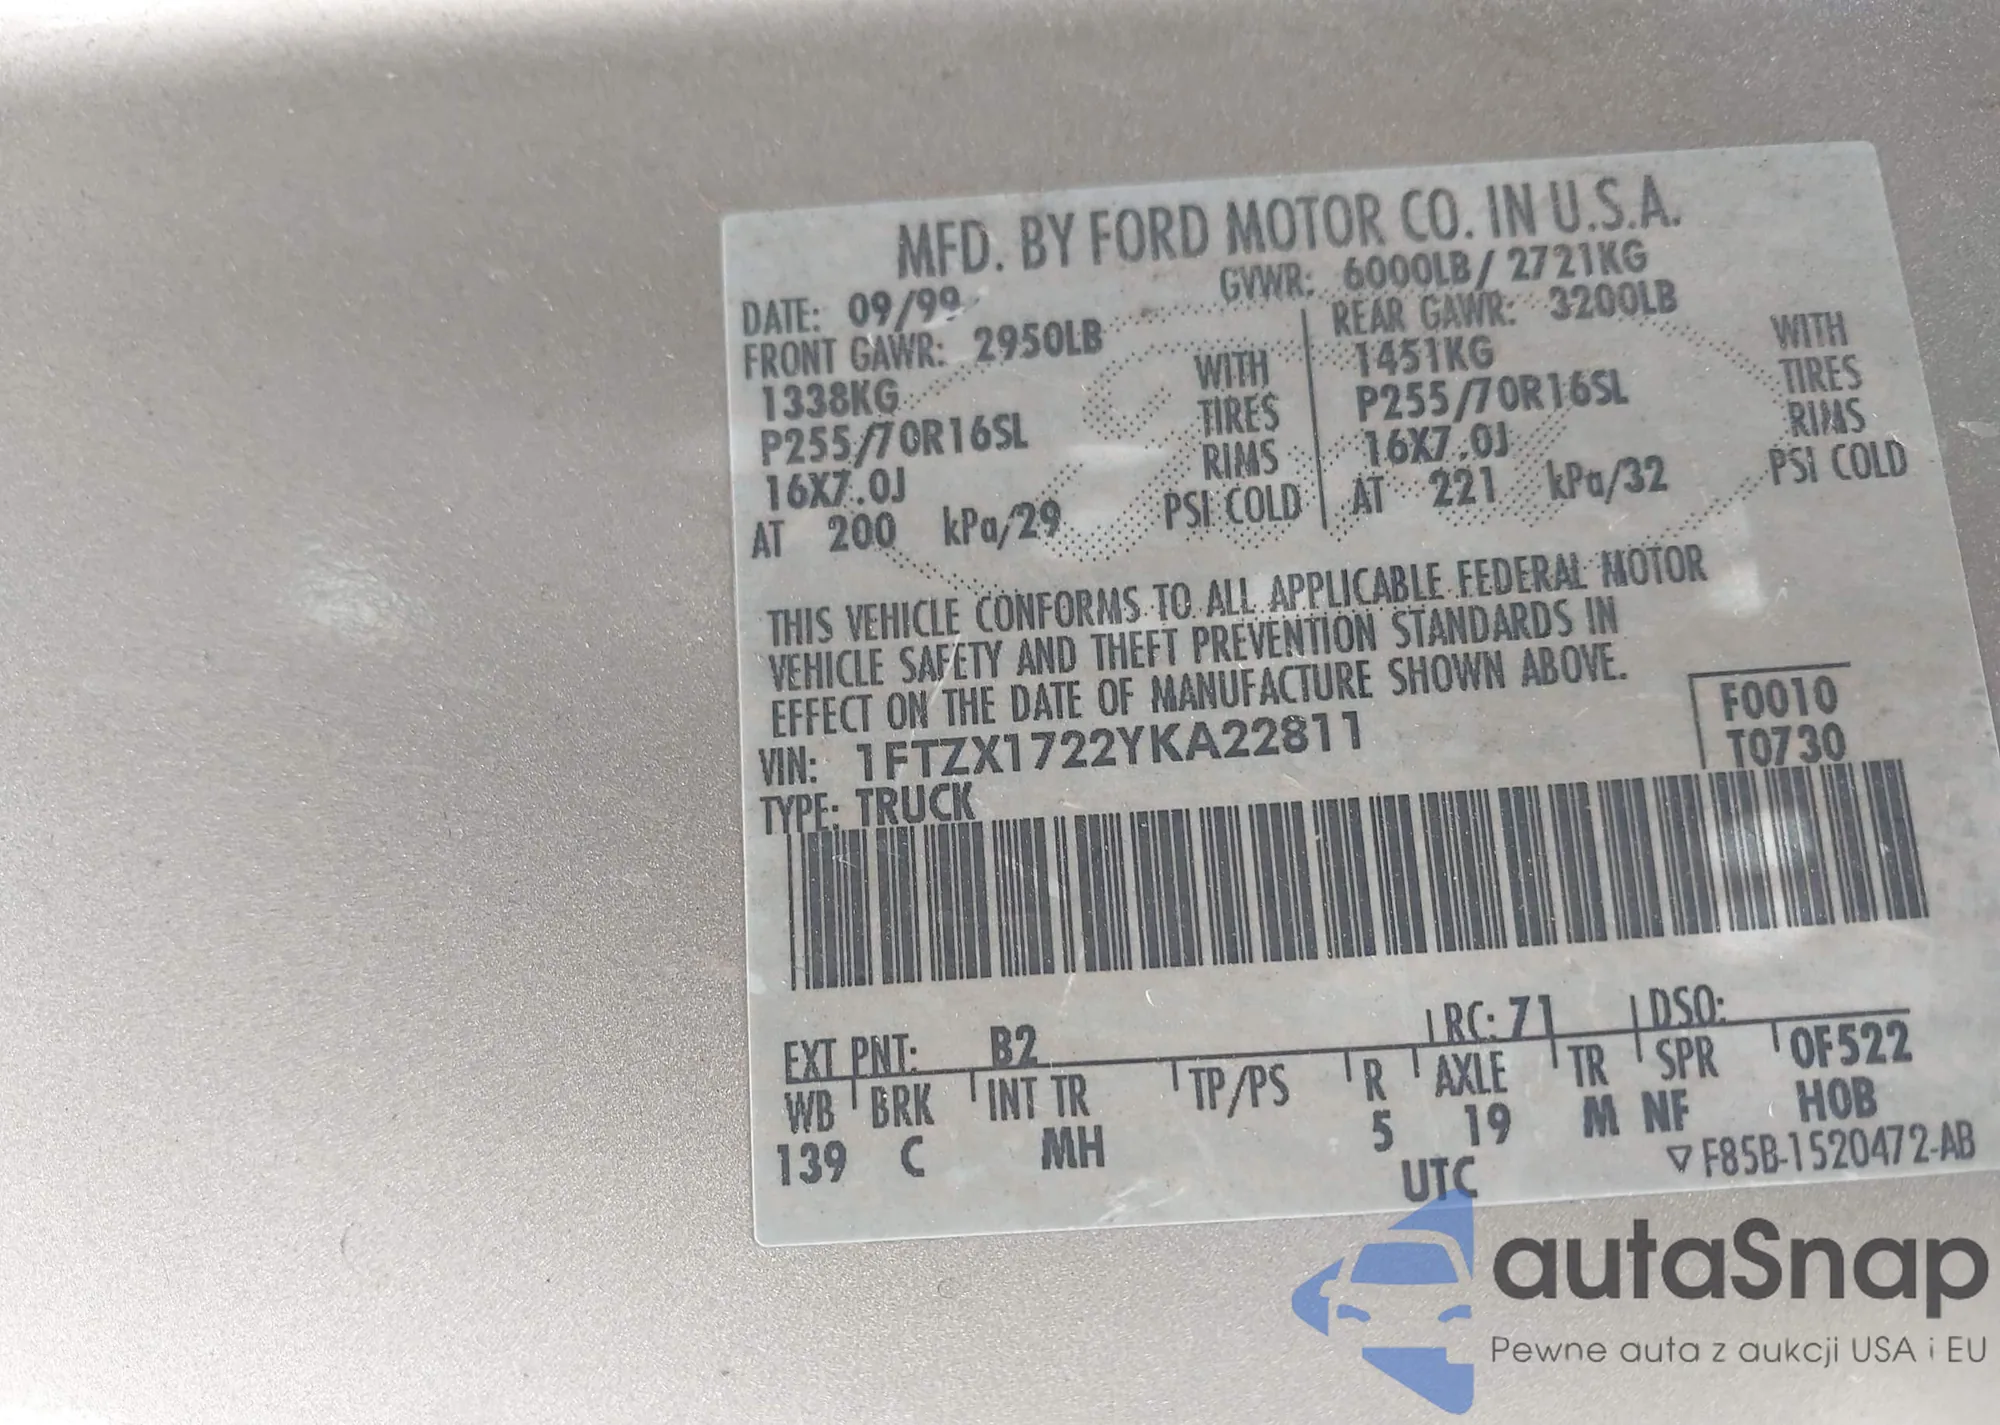 MFD. BY FORD MOTOR CO. IN U.S.A.
DATE: 09/99 GVWR: 6000LB/ 2721KG
FRONT GAWR: 2950LB REAR GAWR: 3200LB
1338KG WITH 1451KG WITH
P255/70R16SL TIRES P255/70R16SL TIRES
16X7.0J RIMS 16X7.0J RIMS
AT 200 kPa/29 PSI COLD AT 221 kPa/32 PSI COLD
THIS VEHICLE CONFORMS TO ALL APPLICABLE FEDERAL MOTOR
VEHICLE SAFETY AND THEFT PREVENTION STANDARDS IN
EFFECT ON THE DATE OF MANUFACTURE SHOWN ABOVE.
VIN: 1FTZX1722YKA22811 F0010
TYPE: TRUCK T0730
EXT PNT: B2 RC: 71 DSO:
WB BRK INT TR TP/PS R AXLE TR SPR 0F522
139 C MH 5 19 M NF H0B
UTC ▽ F85B-1520472-AB
autaSnap
Pewne auta z aukcji USA i EU